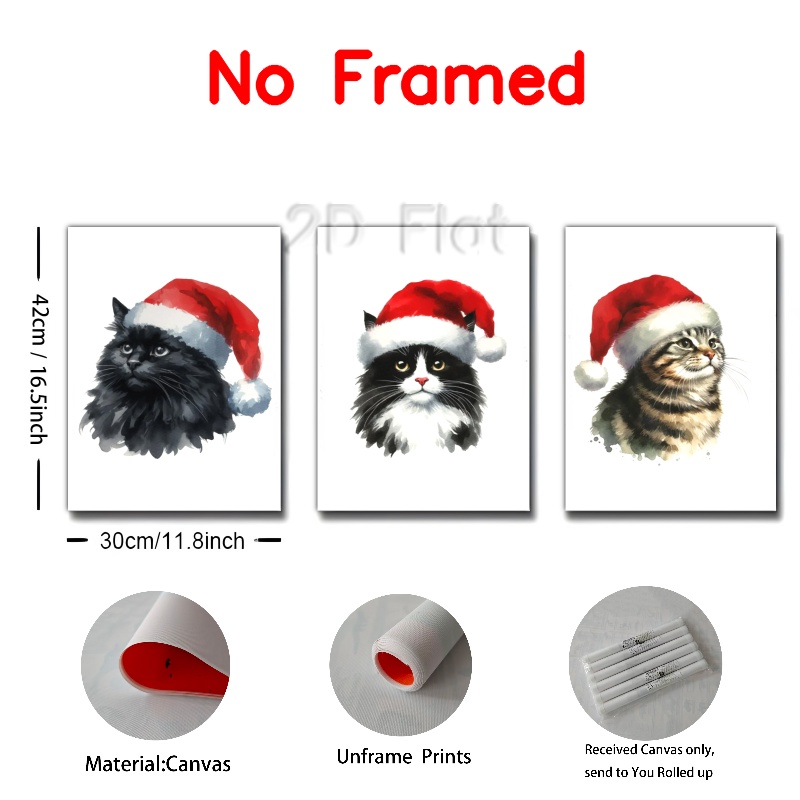 No Framed
2D Flat
42cm / 16.5inch
30cm/11.8inch
Material:Canvas
Unframe Prints
Received Canvas only,
send to You Rolled up